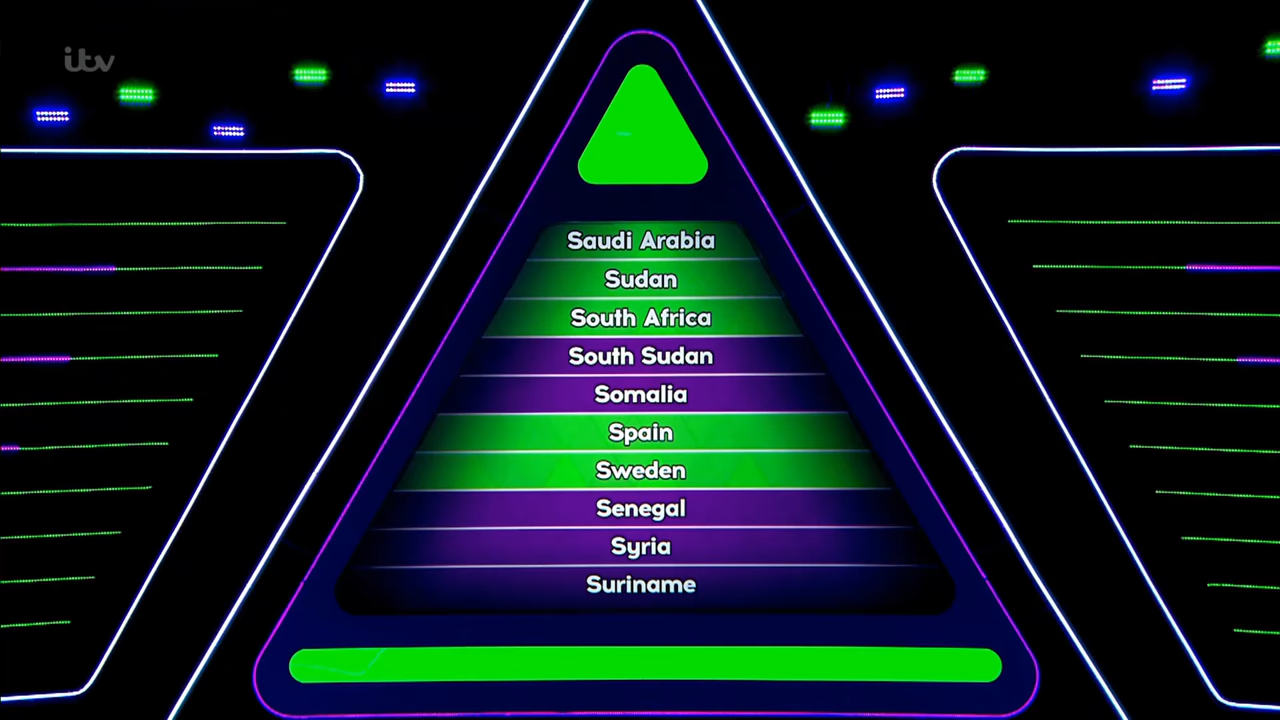 itv
Saudi Arabia
Sudan
South Africa
South Sudan
Somalia
Spain
Sweden
Senegal
Syria
Suriname